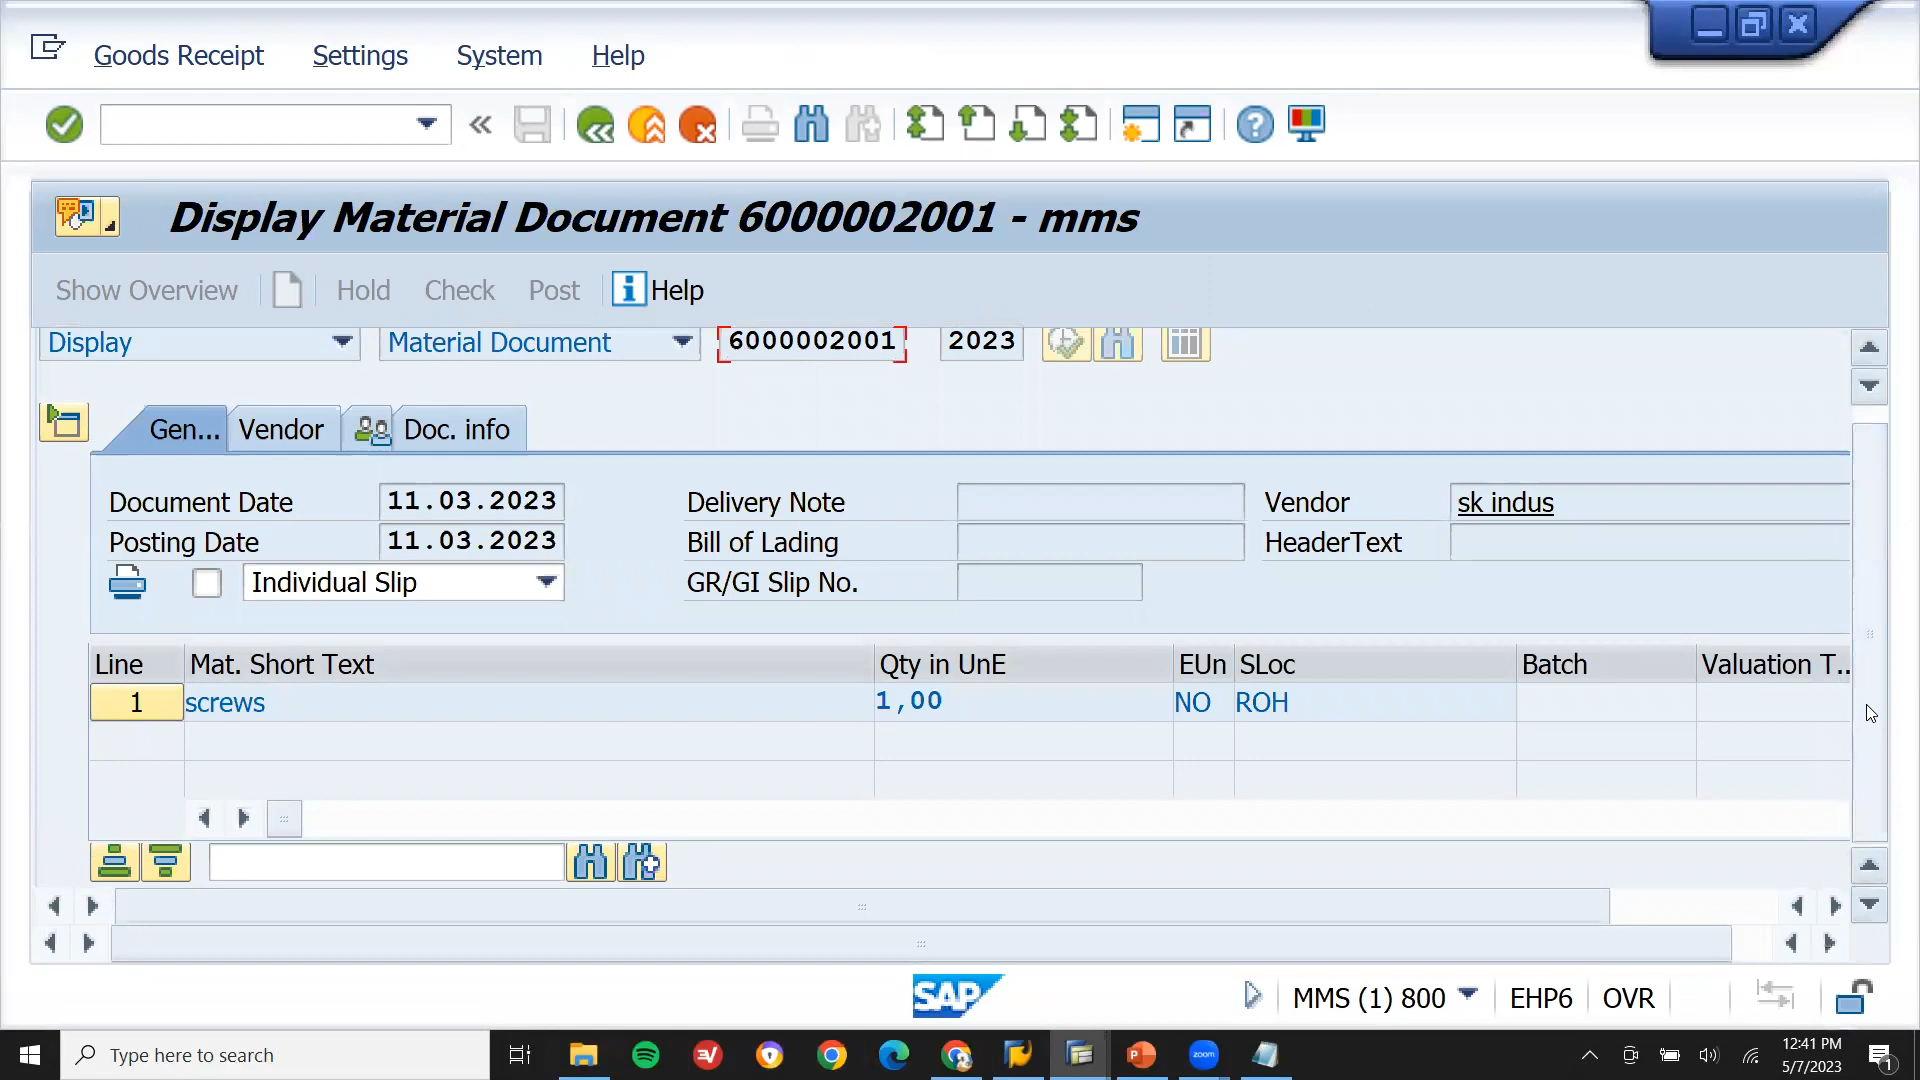 Goods Receipt Settings System Help
Display Material Document 6000002001 - mms
Show Overview Hold Check Post Help
Display Material Document 6000002001 2023
Gen... Vendor Doc. info
Document Date 11.03.2023 Delivery Note Vendor sk indus
Posting Date 11.03.2023 Bill of Lading HeaderText
Individual Slip GR/GI Slip No.
Line Mat. Short Text Qty in UnE EUn SLoc Batch Valuation T..
1 screws 1,00 NO ROH
SAP MMS (1) 800 EHP6 OVR
Type here to search zoom 12:41 PM
5/7/2023 1